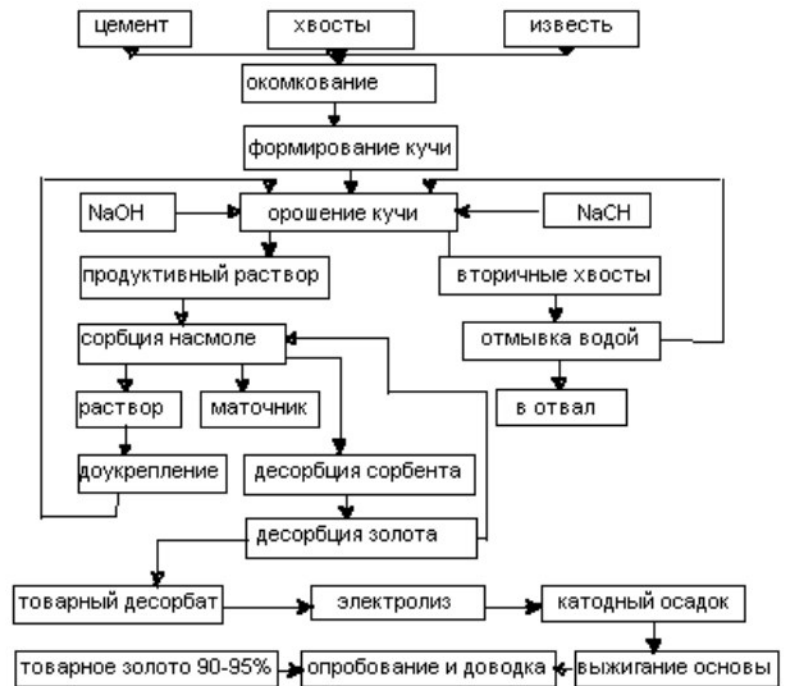 цемент
хвосты
известь
окомкование
формирование кучи
NaOH
орошение кучи
NaCH
продуктивный раствор
вторичные хвосты
сорбция насмоле
отмывка водой
раствор
маточник
в отвал
доукрепление
десорбция сорбента
десорбция золота
товарный десорбат
электролиз
катодный осадок
товарное золото 90-95%
опробование и доводка
выжигание основы